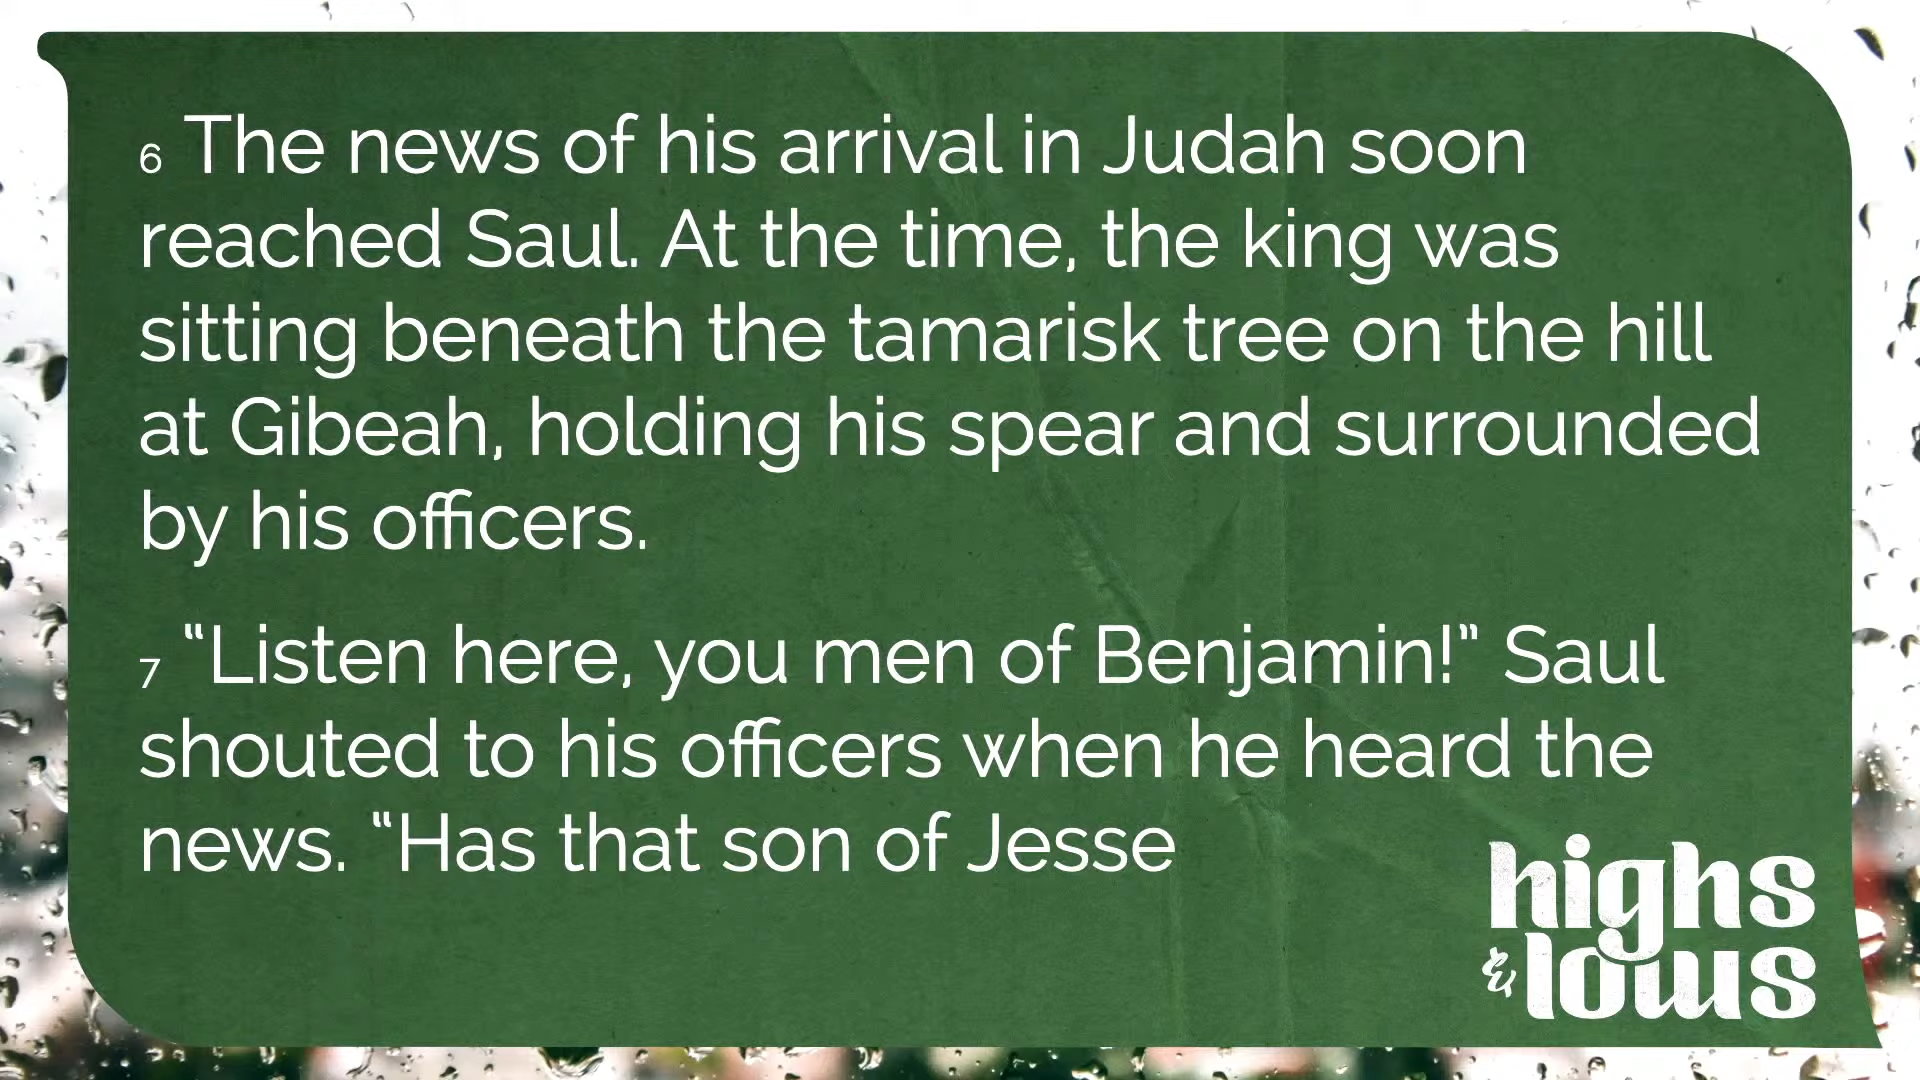 6 The news of his arrival in Judah soon
reached Saul. At the time, the king was
sitting beneath the tamarisk tree on the hill
at Gibeah, holding his spear and surrounded
by his officers.
7 “Listen here, you men of Benjamin!” Saul
shouted to his officers when he heard the
news. “Has that son of Jesse
highs
& lows